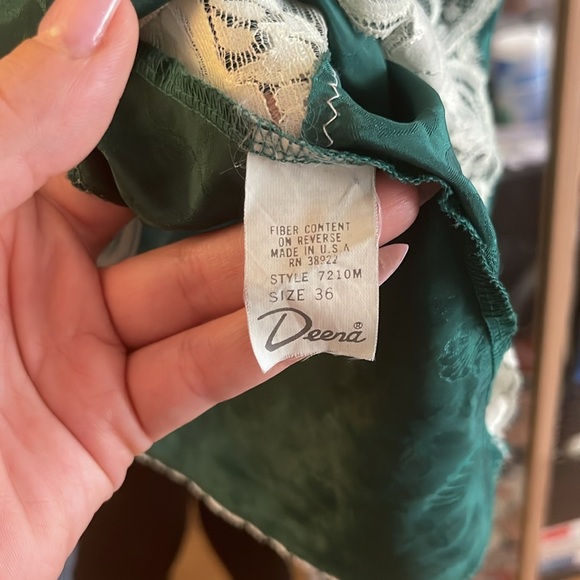 FIBER CONTENT
ON REVERSE
MADE IN U.S.A
RN 38922
STYLE 7210M
SIZE 36
Deena®